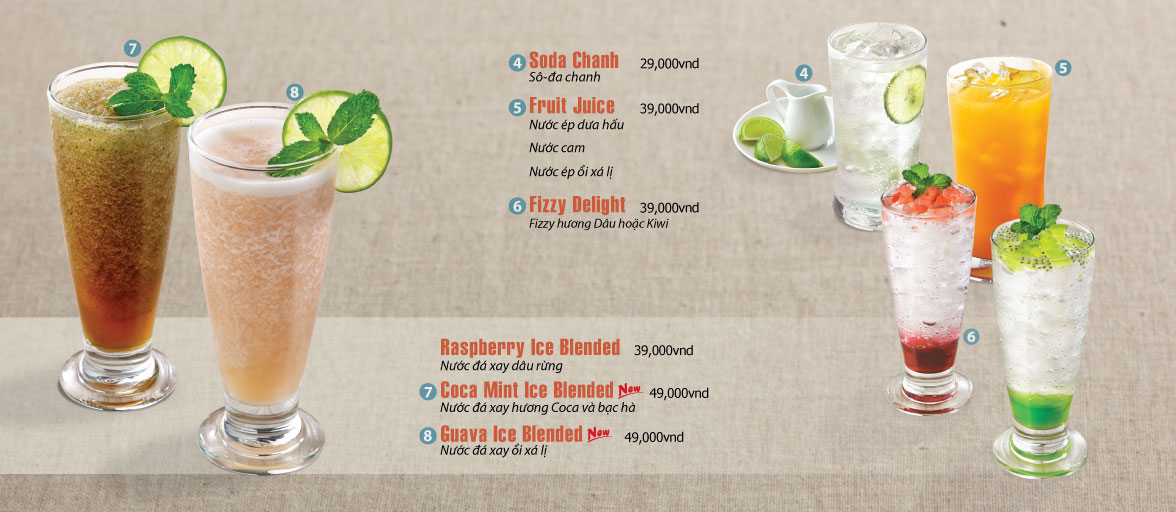 7
8
4 Soda Chanh 29,000vnd
Sô-đa chanh
5 Fruit Juice 39,000vnd
Nước ép dưa hấu
Nước cam
Nước ép ổi xá lị
6 Fizzy Delight 39,000vnd
Fizzy hương Dâu hoặc Kiwi
Raspberry Ice Blended 39,000vnd
Nước đá xay dâu rừng
7 Coca Mint Ice Blended New 49,000vnd
Nước đá xay hương Coca và bạc hà
8 Guava Ice Blended New 49,000vnd
Nước đá xay ổi xá lị
4
5
6